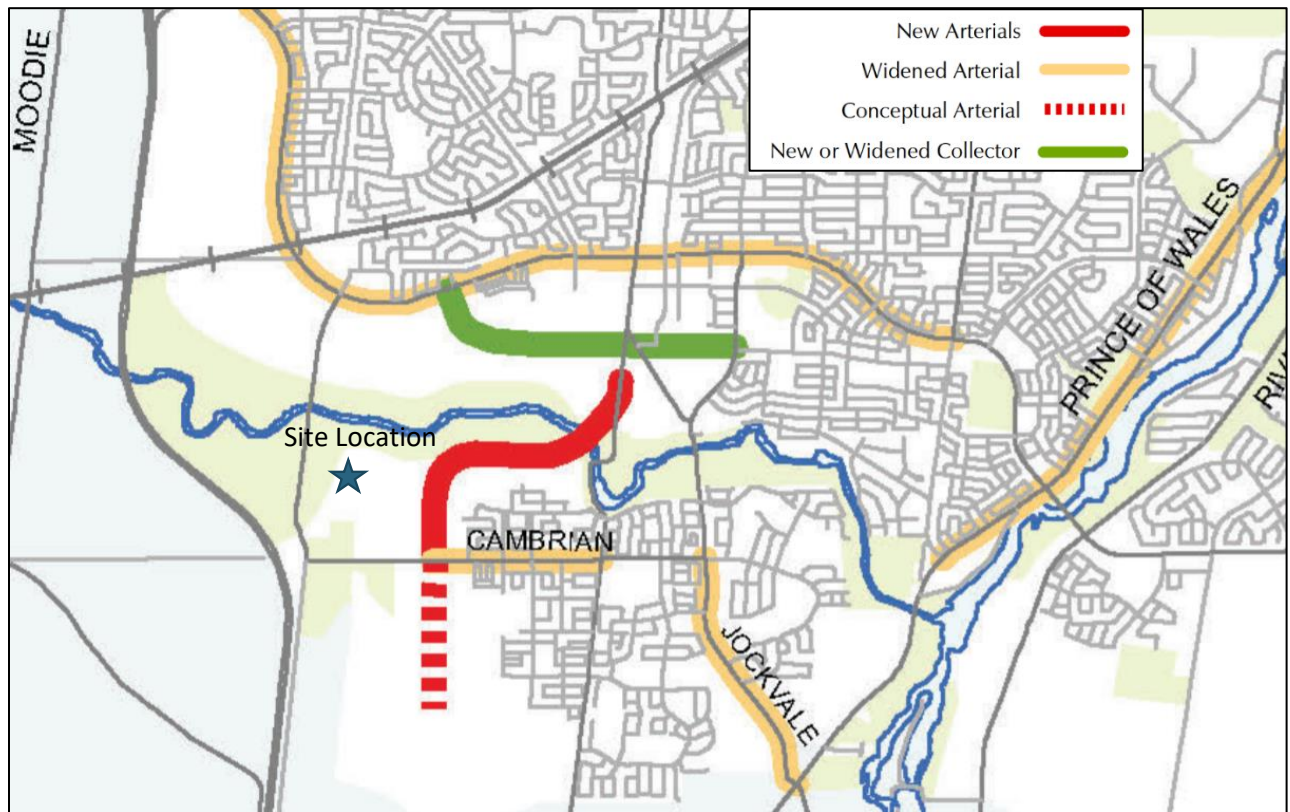 New Arterials
Widened Arterial
Conceptual Arterial
New or Widened Collector
MOODIE
PRINCE OF WALES
Site Location
CAMBRIAN
JOCKVALE